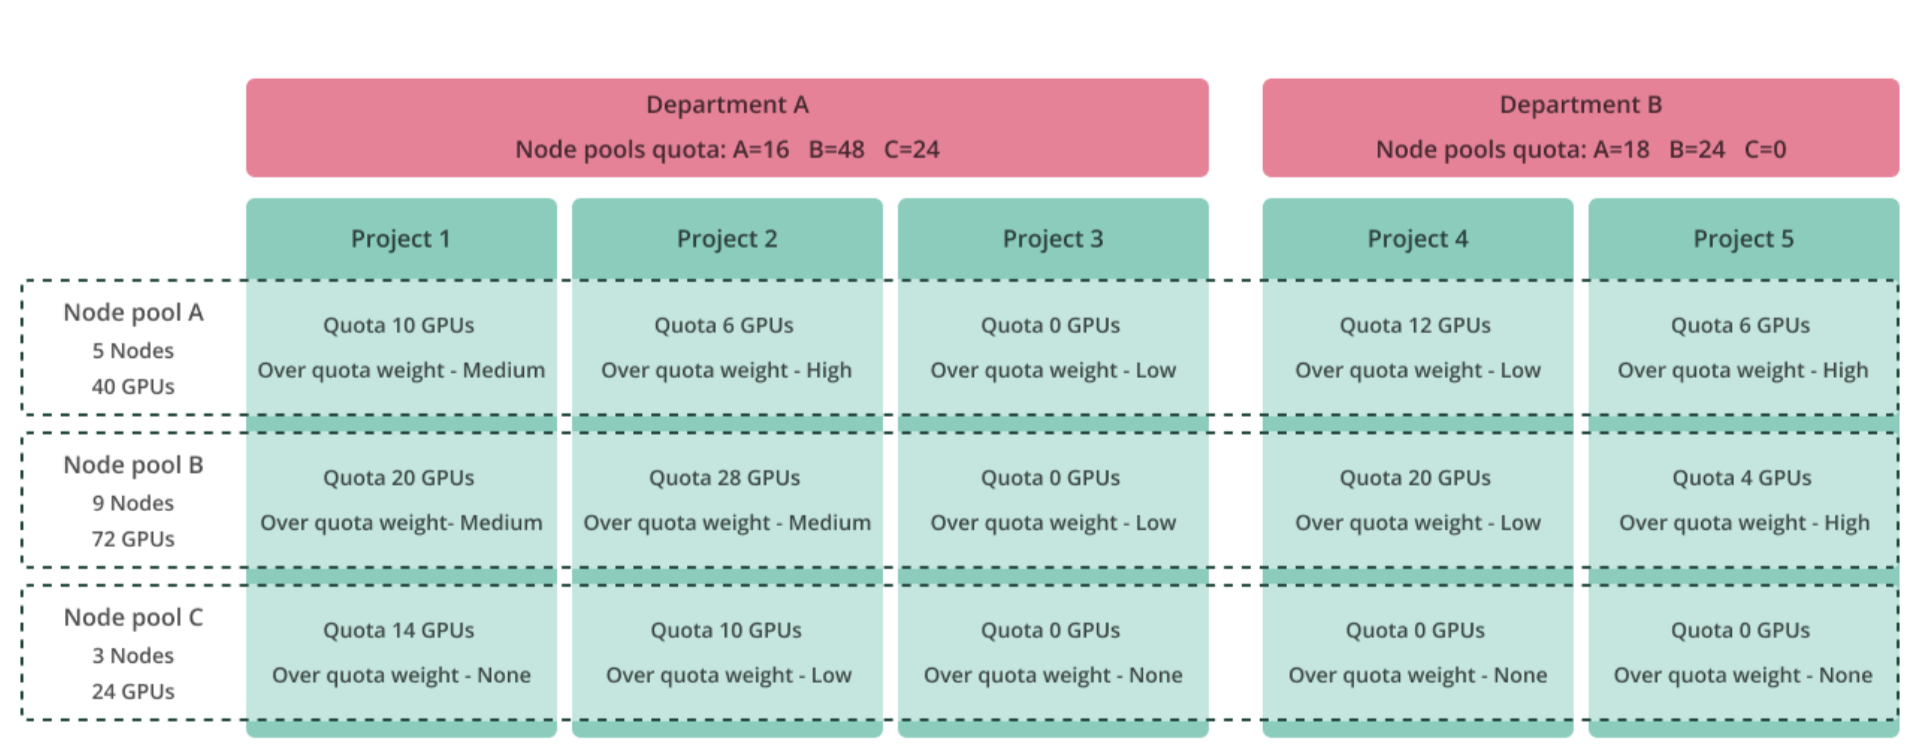 Department A
Node pools quota: A=16 B=48 C=24
Department B
Node pools quota: A=18 B=24 C=0
Project 1
Project 2
Project 3
Project 4
Project 5
Node pool A
5 Nodes
40 GPUs
Quota 10 GPUs
Over quota weight - Medium
Quota 6 GPUs
Over quota weight - High
Quota 0 GPUs
Over quota weight - Low
Quota 12 GPUs
Over quota weight - Low
Quota 6 GPUs
Over quota weight - High
Node pool B
9 Nodes
72 GPUs
Quota 20 GPUs
Over quota weight- Medium
Quota 28 GPUs
Over quota weight - Medium
Quota 0 GPUs
Over quota weight - Low
Quota 20 GPUs
Over quota weight - Low
Quota 4 GPUs
Over quota weight - High
Node pool C
3 Nodes
24 GPUs
Quota 14 GPUs
Over quota weight - None
Quota 10 GPUs
Over quota weight - Low
Quota 0 GPUs
Over quota weight - None
Quota 0 GPUs
Over quota weight - None
Quota 0 GPUs
Over quota weight - None